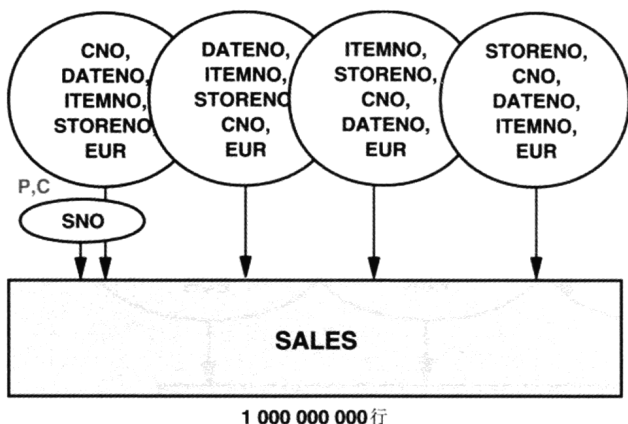 CNO,
DATENO,
ITEMNO,
STORENO,
EUR
DATENO,
ITEMNO,
STORENO,
CNO,
EUR
ITEMNO,
STORENO,
CNO,
DATENO,
EUR
STORENO,
CNO,
DATENO,
ITEMNO,
EUR
P,C
SNO
SALES
1 000 000 000行